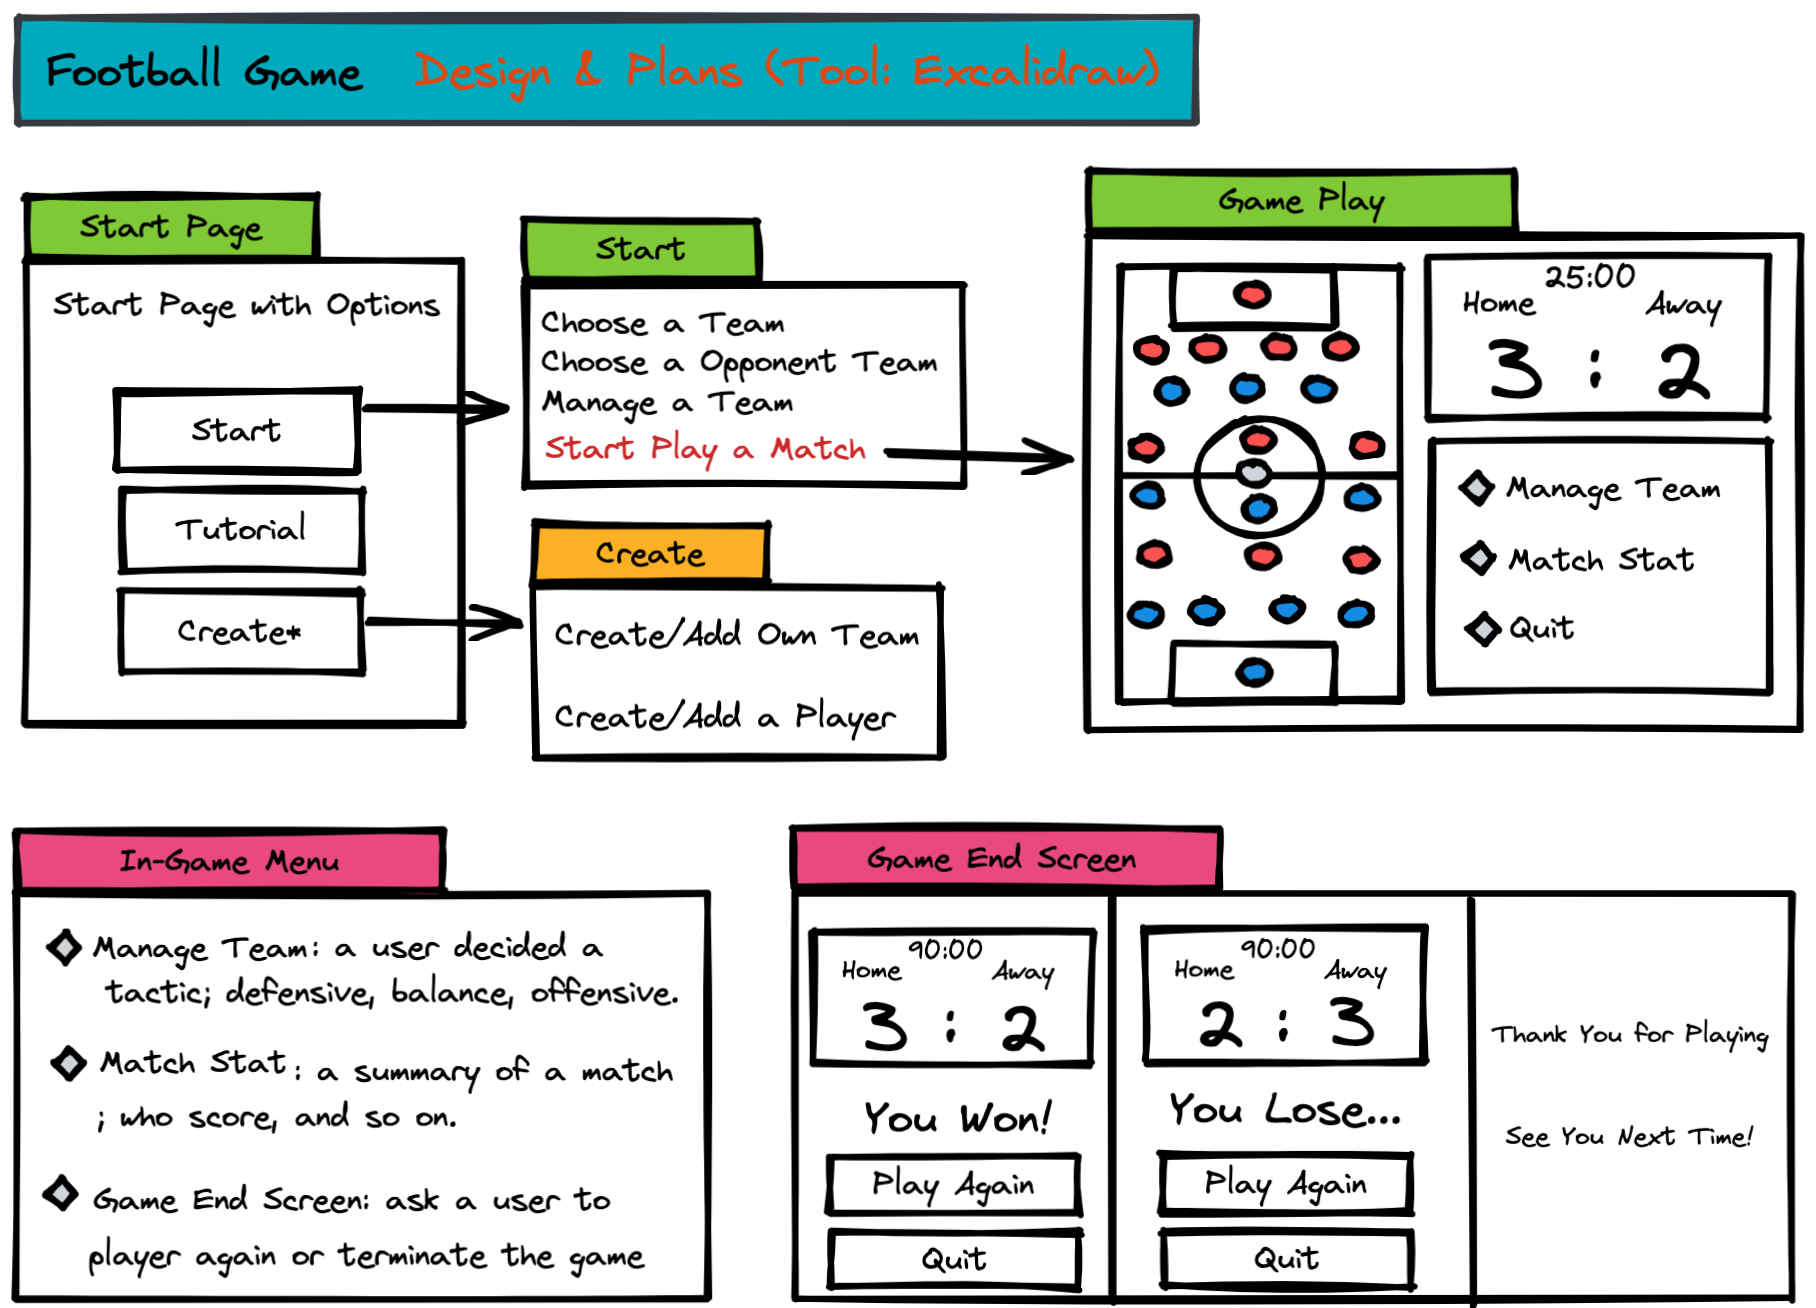 Football Game Design & Plans (Tool: Excalidraw)
Start Page
Start Page with Options
Start
Tutorial
Create*
Start
Choose a Team
Choose a Opponent Team
Manage a Team
Start Play a Match
Create
Create/Add Own Team
Create/Add a Player
Game Play
25:00
Home Away
3 : 2
Manage Team
Match Stat
Quit
In-Game Menu
Manage Team: a user decided a
tactic; defensive, balance, offensive.
Match Stat: a summary of a match
; who score, and so on.
Game End Screen: ask a user to
player again or terminate the game
Game End Screen
90:00
Home Away
3 : 2
You Won!
Play Again
Quit
90:00
Home Away
2 : 3
You Lose...
Play Again
Quit
Thank You for Playing
See You Next Time!